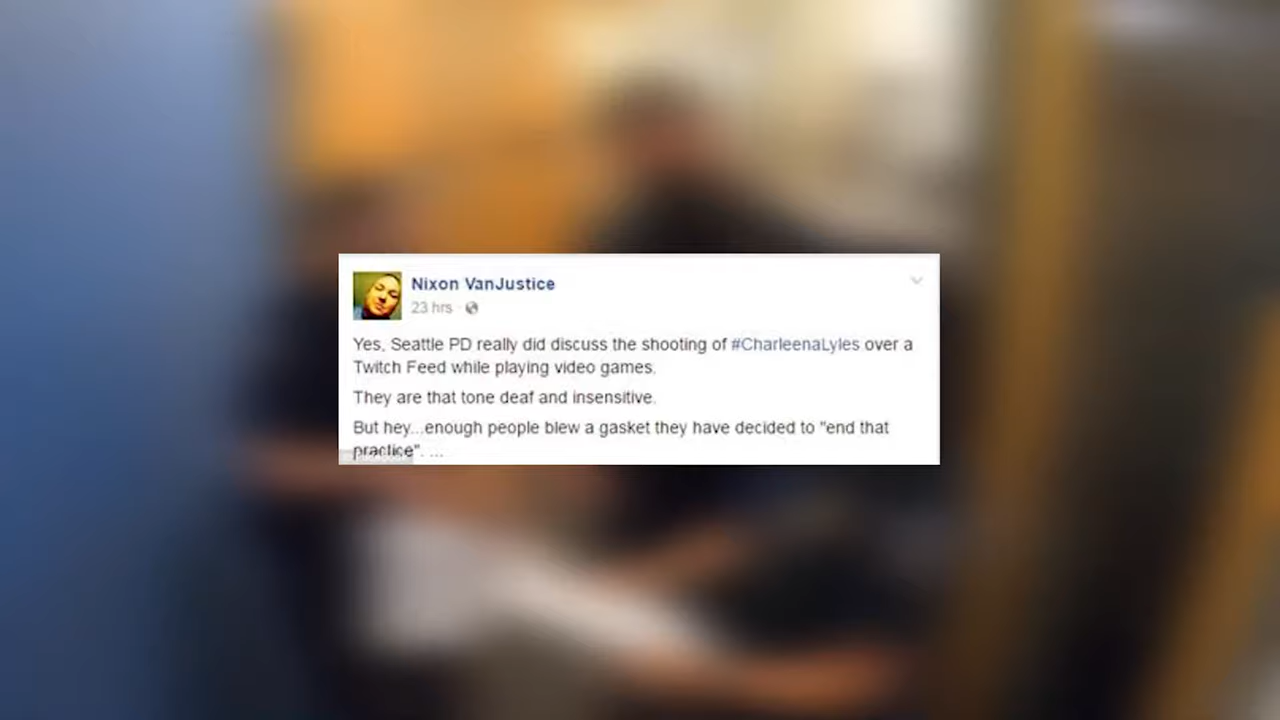 Nixon VanJustice
23 hrs
Yes, Seattle PD really did discuss the shooting of #CharleenaLyles over a
Twitch Feed while playing video games.
They are that tone deaf and insensitive.
But hey...enough people blew a gasket they have decided to "end that
practice". ...